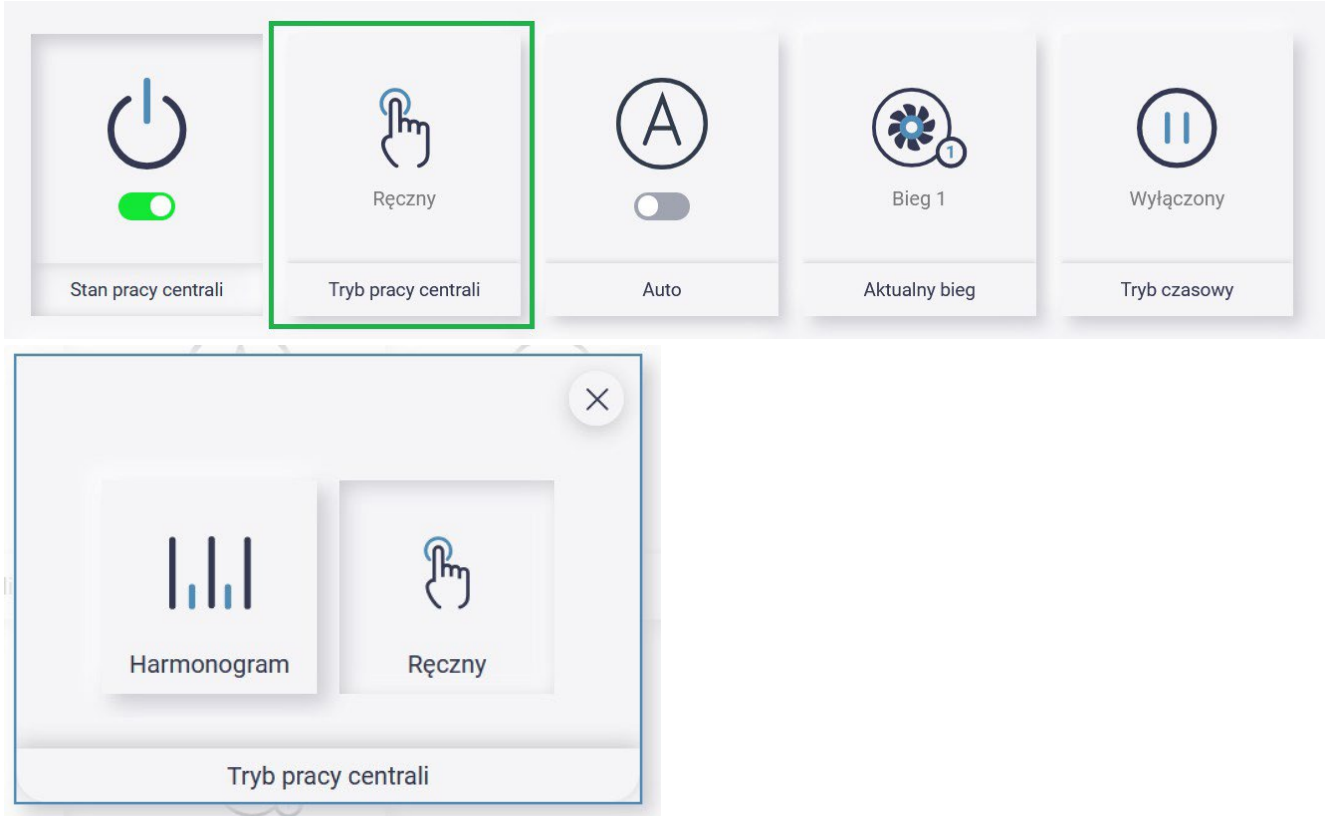 Ręczny
Bieg 1
1
Wyłączony
Stan pracy centrali
Tryb pracy centrali
A
Auto
Aktualny bieg
Tryb czasowy
Harmonogram
Ręczny
Tryb pracy centrali